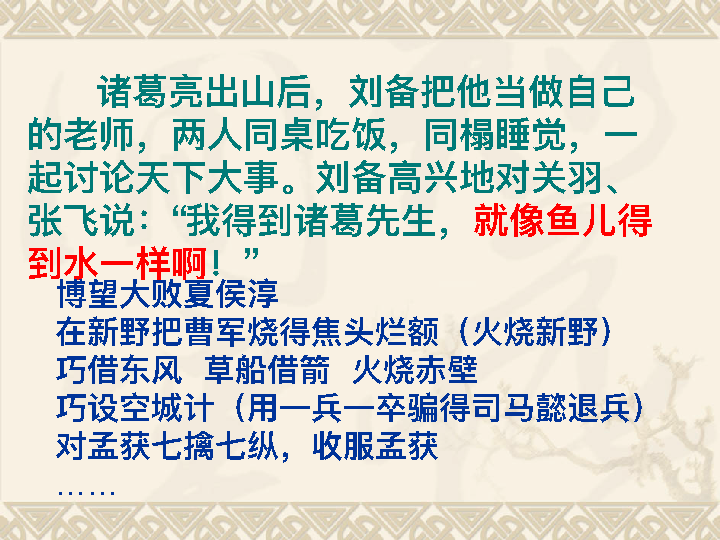 诸葛亮出山后，刘备把他当做自己
的老师，两人同桌吃饭，同榻睡觉，一
起讨论天下大事。刘备高兴地对关羽、
张飞说：“我得到诸葛先生，就像鱼儿得
到水一样啊！”
博望大败夏侯淳
在新野把曹军烧得焦头烂额（火烧新野）
巧借东风 草船借箭 火烧赤壁
巧设空城计（用一兵一卒骗得司马懿退兵）
对孟获七擒七纵，收服孟获
……